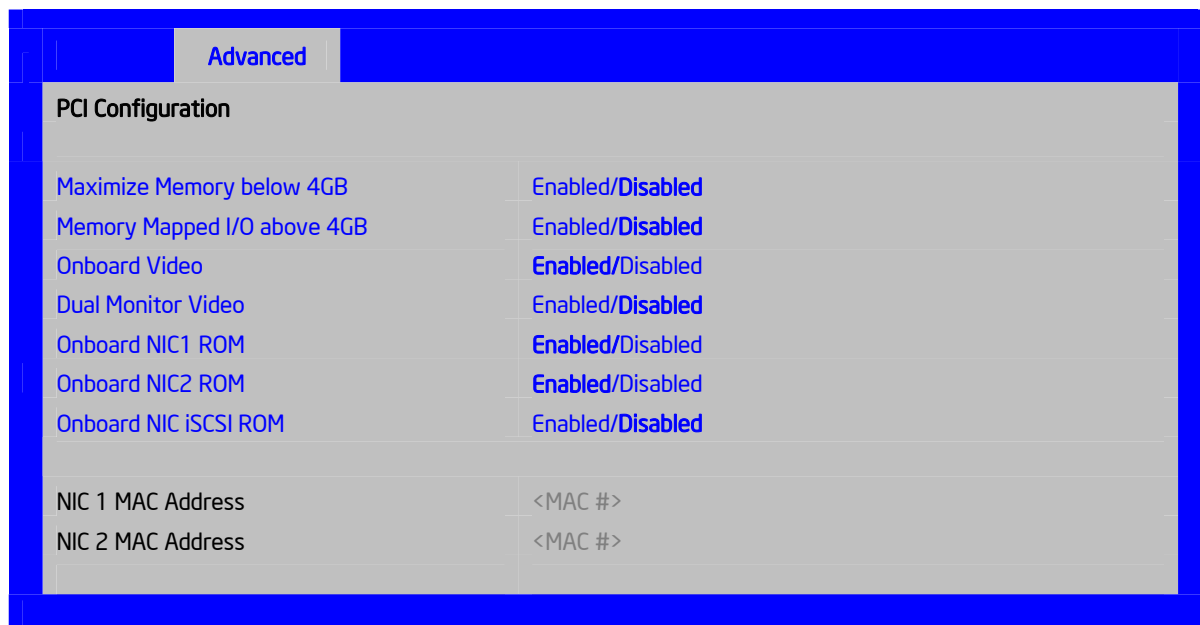 Advanced
PCI Configuration
Maximize Memory below 4GB Enabled/Disabled
Memory Mapped I/O above 4GB Enabled/Disabled
Onboard Video Enabled/Disabled
Dual Monitor Video Enabled/Disabled
Onboard NIC1 ROM Enabled/Disabled
Onboard NIC2 ROM Enabled/Disabled
Onboard NIC iSCSI ROM Enabled/Disabled
NIC 1 MAC Address <MAC #>
NIC 2 MAC Address <MAC #>